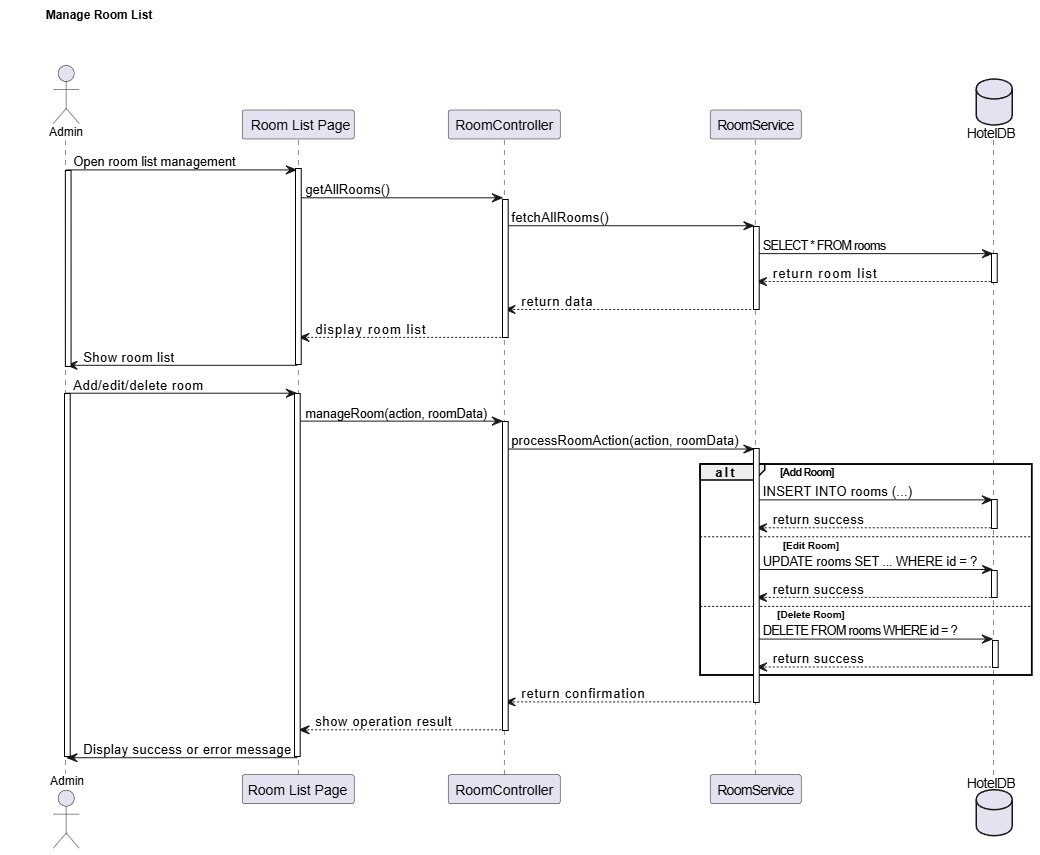 Manage Room List
Admin
Room List Page
RoomController
RoomService
HotelDB
Open room list management
getAllRooms()
fetchAllRooms()
SELECT * FROM rooms
return room list
return data
display room list
Show room list
Add/edit/delete room
manageRoom(action, roomData)
processRoomAction(action, roomData)
alt [Add Room]
INSERT INTO rooms (...)
return success
[Edit Room]
UPDATE rooms SET ... WHERE id = ?
return success
[Delete Room]
DELETE FROM rooms WHERE id = ?
return success
return confirmation
show operation result
Display success or error message
Admin
Room List Page
RoomController
RoomService
HotelDB